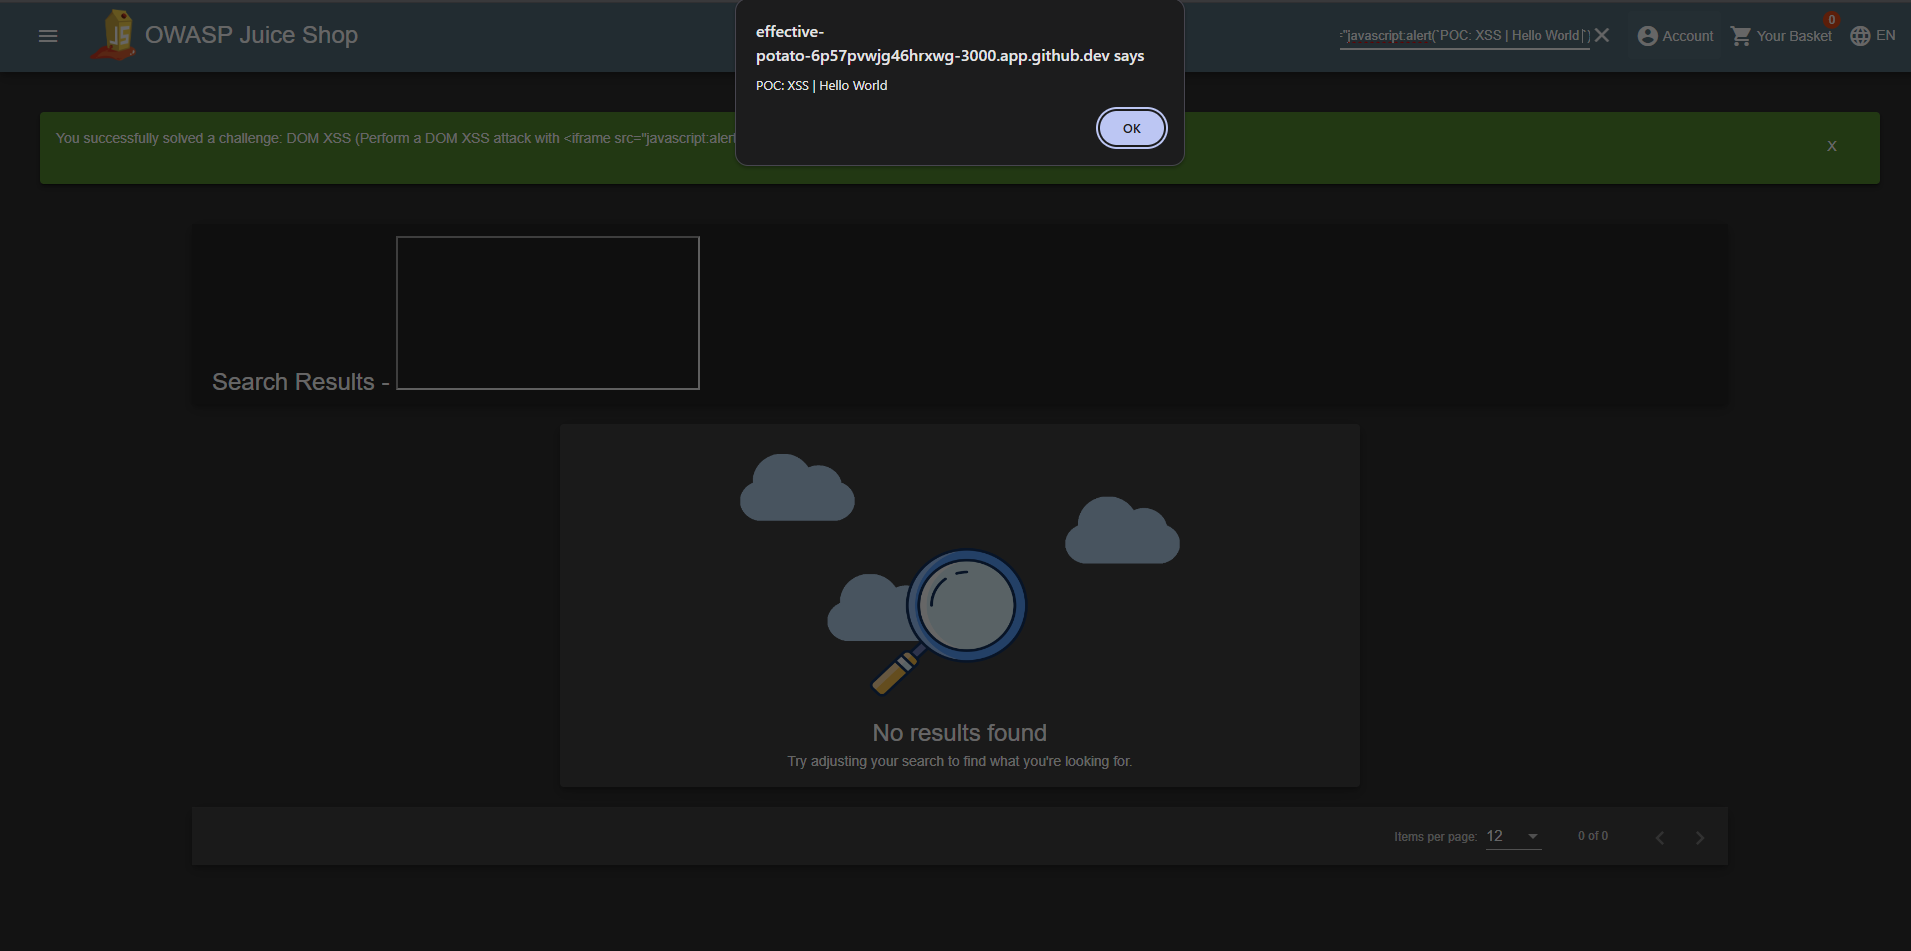 OWASP Juice Shop
="javascript:alert(`POC: XSS | Hello World`)
Account
0
Your Basket
EN
effective-
potato-6p57pvwjg46hrxwg-3000.app.github.dev says
POC: XSS | Hello World
OK
You successfully solved a challenge: DOM XSS (Perform a DOM XSS attack with <iframe src="javascript:alert
X
Search Results -
No results found
Try adjusting your search to find what you're looking for.
Items per page: 12
0 of 0